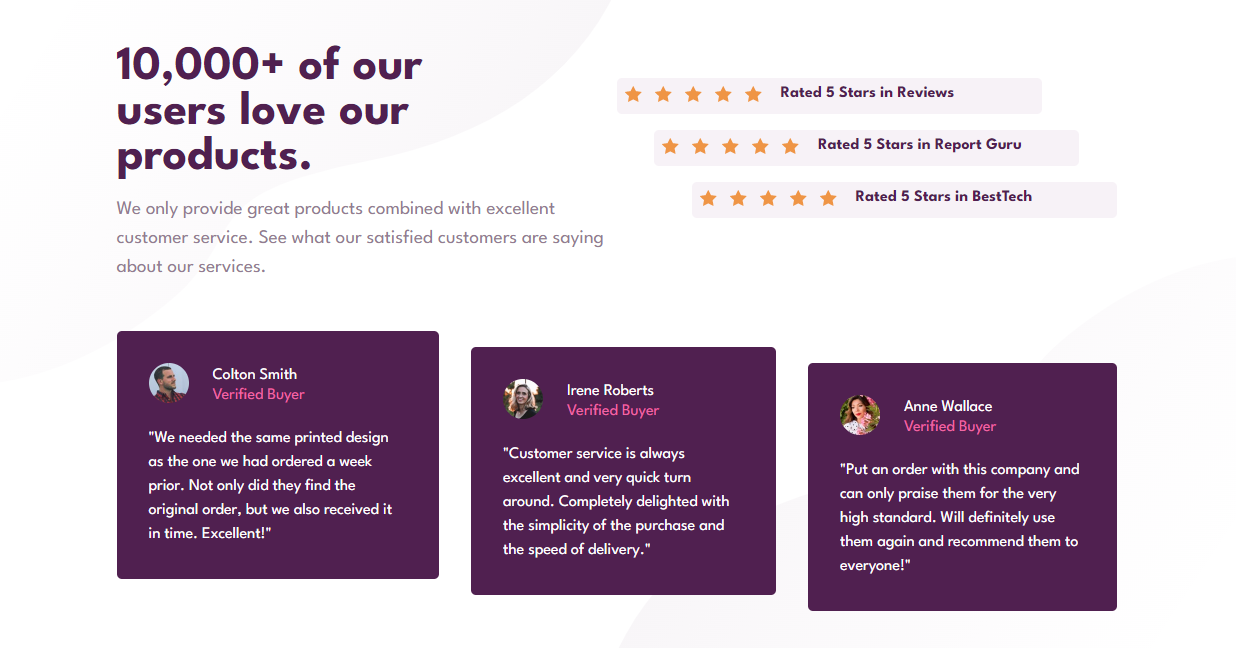 10,000+ of our
users love our
products.
We only provide great products combined with excellent
customer service. See what our satisfied customers are saying
about our services.
Rated 5 Stars in Reviews
Rated 5 Stars in Report Guru
Rated 5 Stars in BestTech
Colton Smith
Verified Buyer
"We needed the same printed design
as the one we had ordered a week
prior. Not only did they find the
original order, but we also received it
in time. Excellent!"
Irene Roberts
Verified Buyer
"Customer service is always
excellent and very quick turn
around. Completely delighted with
the simplicity of the purchase and
the speed of delivery."
Anne Wallace
Verified Buyer
"Put an order with this company and
can only praise them for the very
high standard. Will definitely use
them again and recommend them to
everyone!"